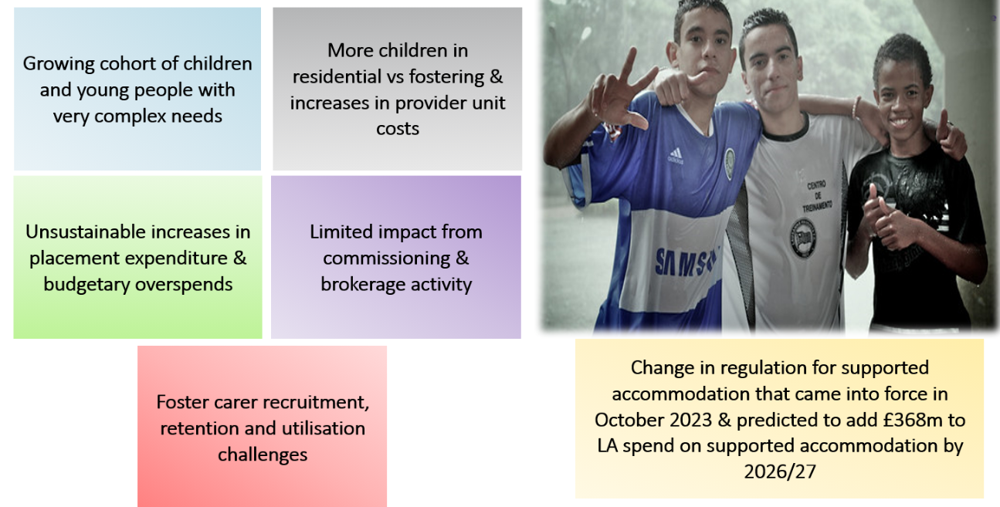 Growing cohort of children
and young people with
very complex needs
More children in
residential vs fostering &
increases in provider unit
costs
Unsustainable increases in
placement expenditure &
budgetary overspends
Limited impact from
commissioning &
brokerage activity
Foster carer recruitment,
retention and utilisation
challenges
adidas
SAMSU
CENTRO
DE
TREINAMENTO
Change in regulation for supported
accommodation that came into force in
October 2023 & predicted to add £368m to
LA spend on supported accommodation by
2026/27